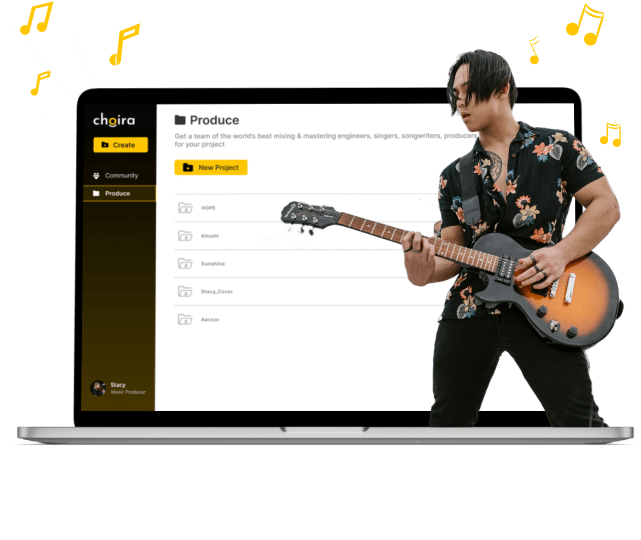 choira
Create
Community
Produce
Stacy
Music Producer
Produce
Get a team of the world's best mixing & mastering engineers, singers, songwriters, producers
for your project
New Project
HOPE
Khushi
Sunshine
Stacy_Cover
Aarzoo